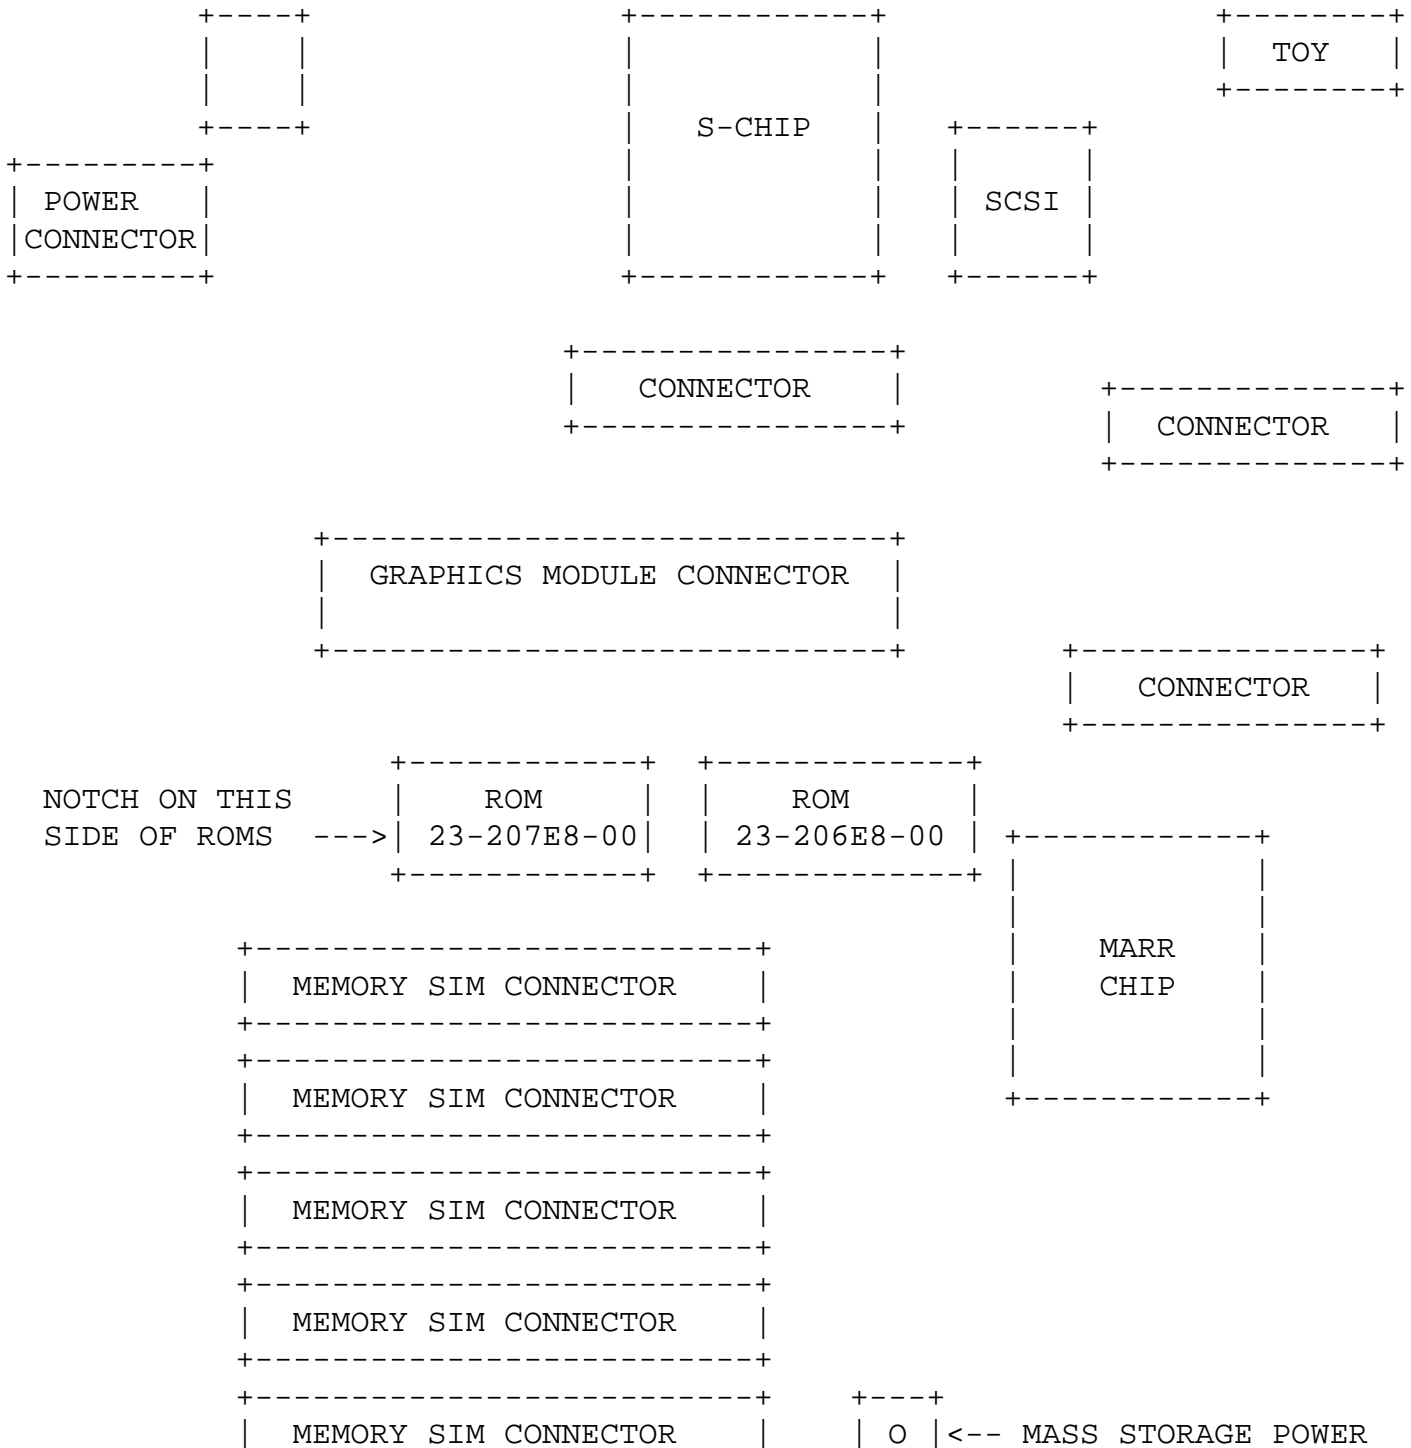 TOY
S-CHIP
POWER
CONNECTOR
SCSI
CONNECTOR
CONNECTOR
GRAPHICS MODULE CONNECTOR
CONNECTOR
NOTCH ON THIS
SIDE OF ROMS --->
ROM
23-207E8-00
ROM
23-206E8-00
MARR
CHIP
MEMORY SIM CONNECTOR
MEMORY SIM CONNECTOR
MEMORY SIM CONNECTOR
MEMORY SIM CONNECTOR
MEMORY SIM CONNECTOR
O <-- MASS STORAGE POWER